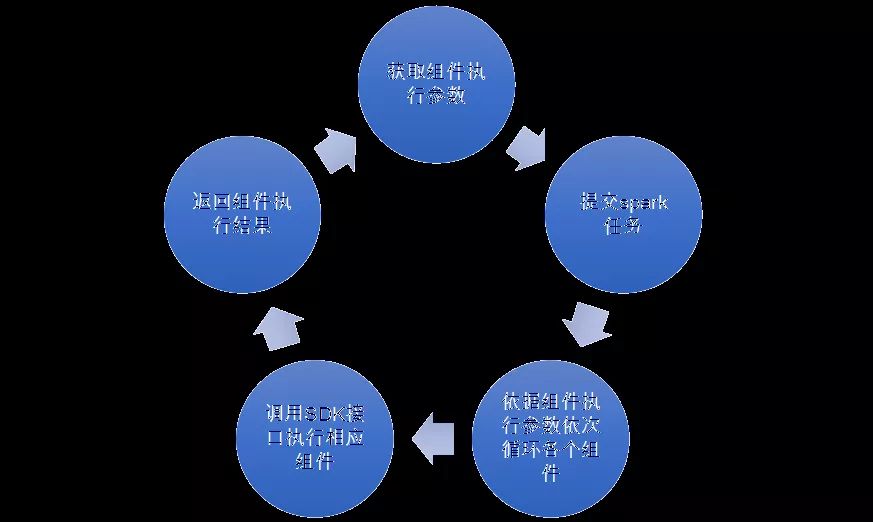 获取组件执
行参数
提交spark
任务
依据组件执
行参数依次
循环各个组
件
调用SDK接
口执行相应
组件
返回组件执
行结果